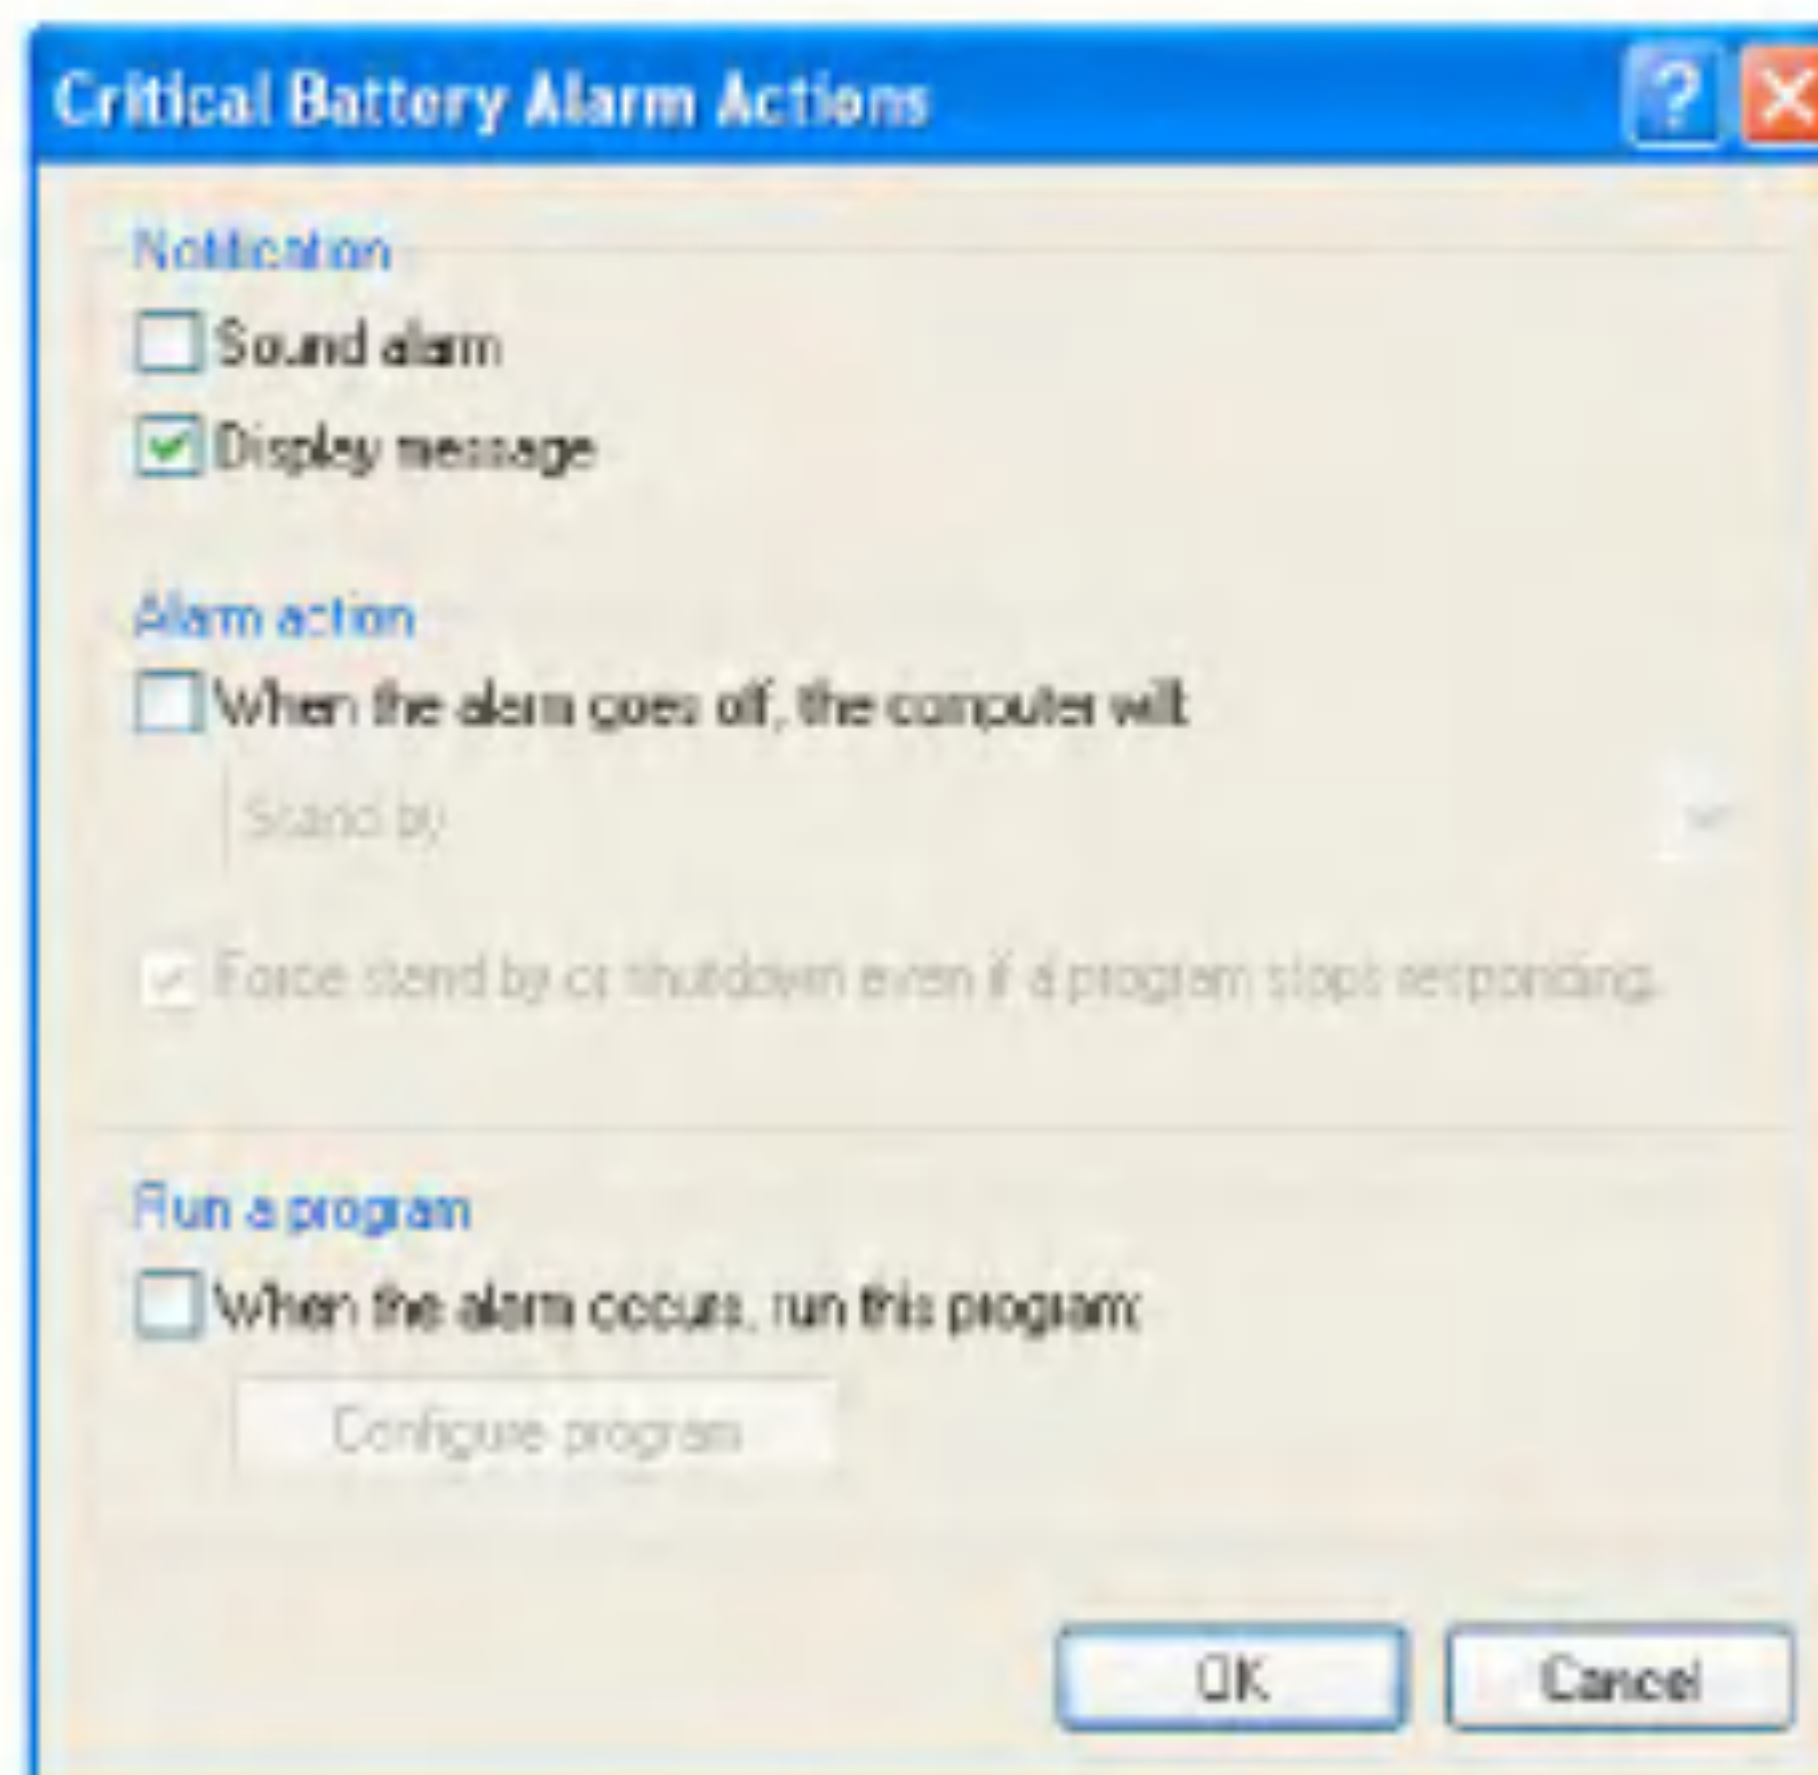 Critical Battery Alarm Actions
Notification
Sound alarm
Display message
Alarm action
When the alarm goes off, the computer will:
Stand by
Force stand by or shutdown even if a program stops responding.
Run a program
When the alarm occurs, run this program:
Configure program
OK
Cancel